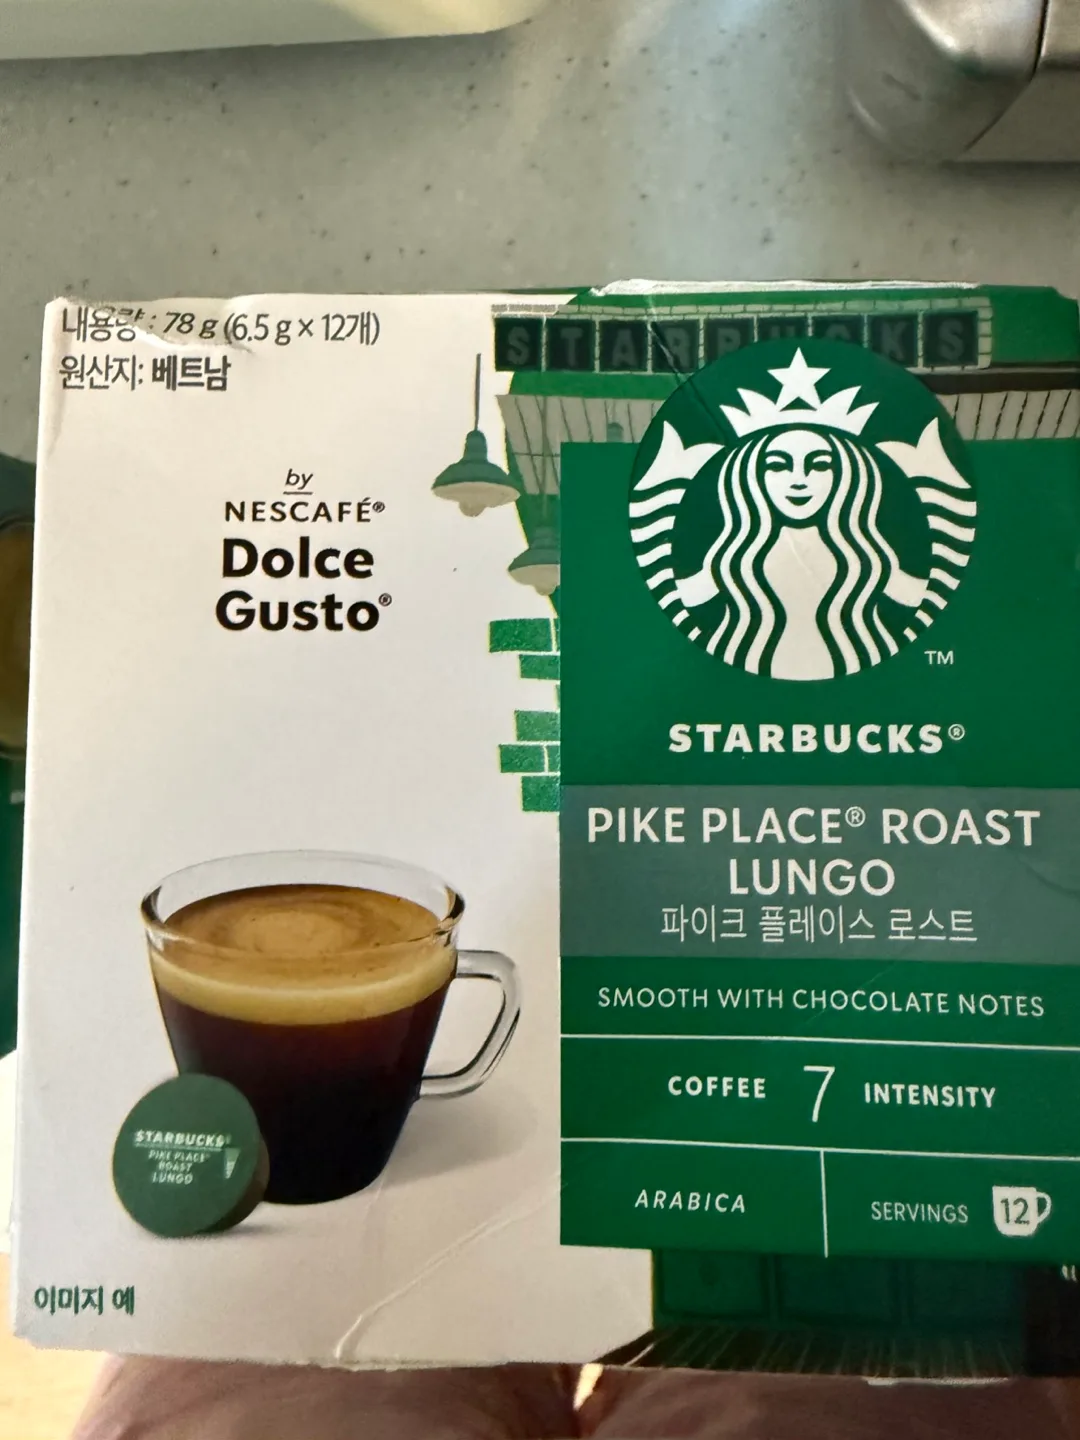 내용량 : 78 g (6.5 g × 12개)
원산지: 베트남
by
NESCAFÉ®
Dolce
Gusto®
STARBUCKS
TM
STARBUCKS®
PIKE PLACE® ROAST
LUNGO
파이크 플레이스 로스트
SMOOTH WITH CHOCOLATE NOTES
COFFEE 7 INTENSITY
ARABICA
SERVINGS 12
STARBUCKS
PIKE PLACE
ROAST
LUNGO
이미지 예